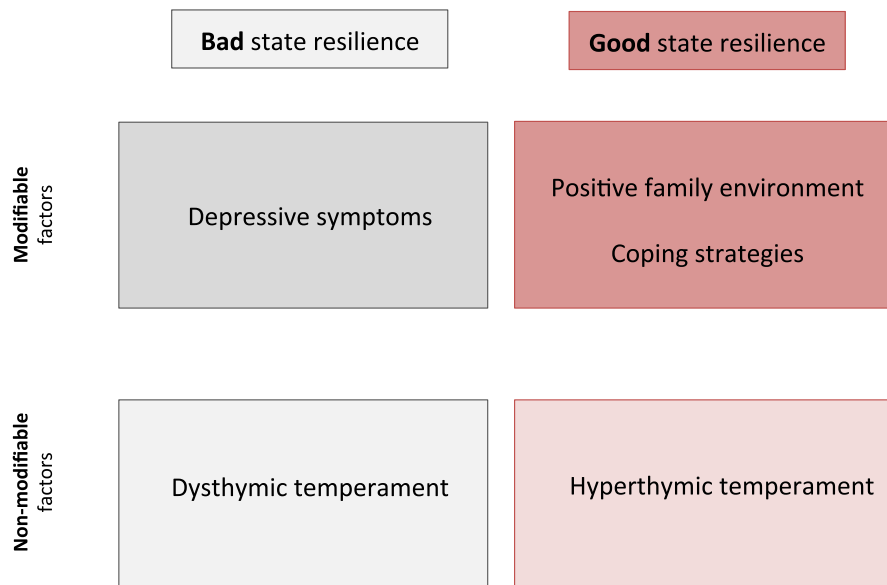 Bad state resilience
Good state resilience
Modifiable
factors
Depressive symptoms
Positive family environment
Coping strategies
Non-modifiable
factors
Dysthymic temperament
Hyperthymic temperament